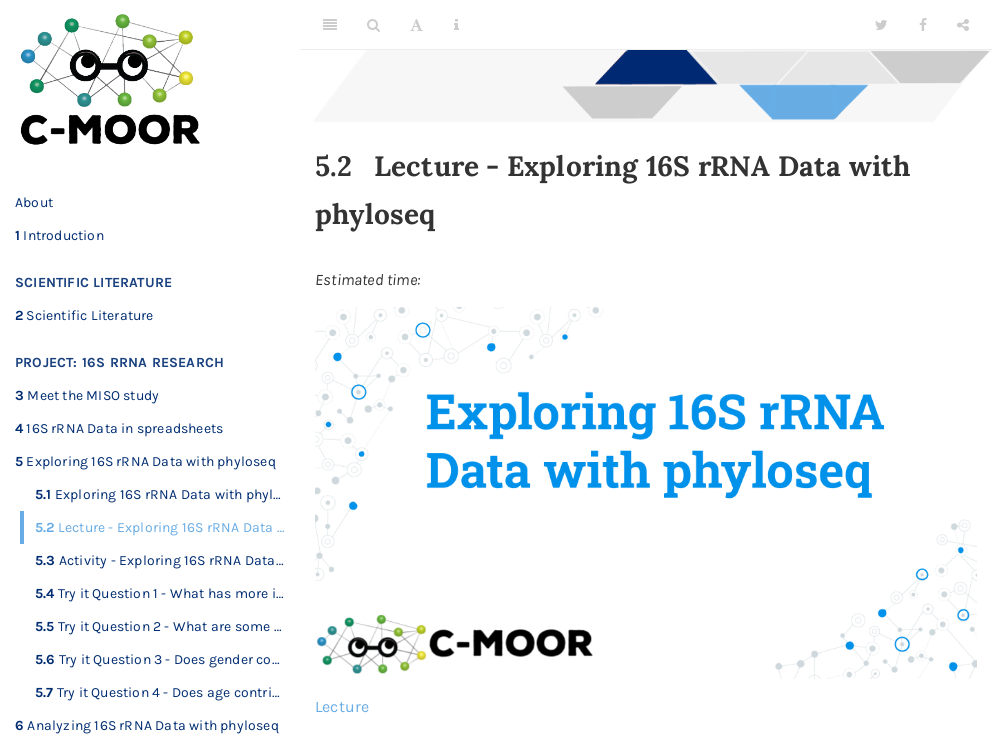 C-MOOR
About
1 Introduction
SCIENTIFIC LITERATURE
2 Scientific Literature
PROJECT: 16S RRNA RESEARCH
3 Meet the MISO study
4 16S rRNA Data in spreadsheets
5 Exploring 16S rRNA Data with phyloseq
5.1 Exploring 16S rRNA Data with phyl...
5.2 Lecture - Exploring 16S rRNA Data ...
5.3 Activity - Exploring 16S rRNA Data...
5.4 Try it Question 1 - What has more i...
5.5 Try it Question 2 - What are some ...
5.6 Try it Question 3 - Does gender co...
5.7 Try it Question 4 - Does age contri...
6 Analyzing 16S rRNA Data with phyloseq
A i
5.2 Lecture - Exploring 16S rRNA Data with
phyloseq
Estimated time:
Exploring 16S rRNA
Data with phyloseq
C-MOOR
Lecture